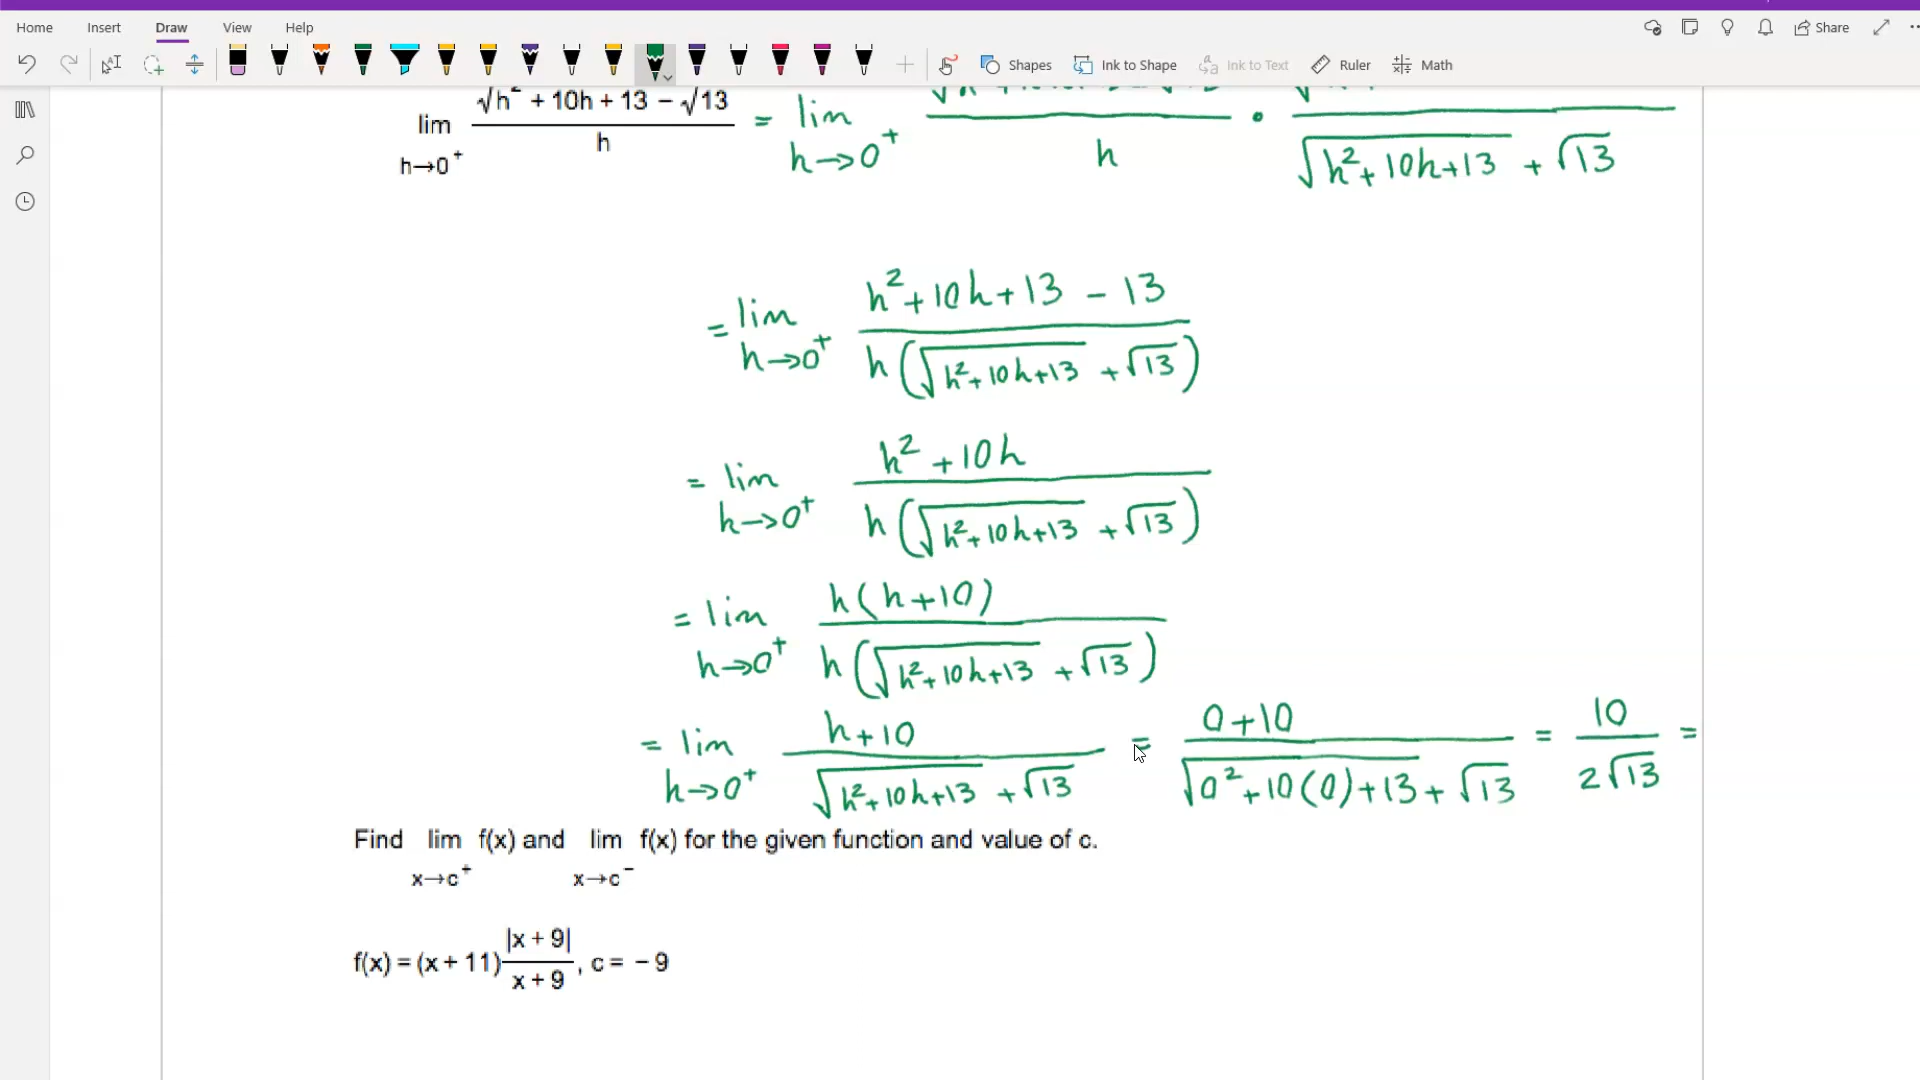 Home Insert Draw View Help Share
Shapes Ink to Shape Ink to Text Ruler Math
lim h→0⁺ (√h² + 10h + 13 − √13)/h = lim h→0⁺ /h · /(√(h²+10h+13) + √13)
= lim h→0⁺ (h²+10h+13 − 13)/(h(√(h²+10h+13) + √13))
= lim h→0⁺ (h² + 10h)/(h(√(h²+10h+13) + √13))
= lim h→0⁺ h(h+10)/(h(√(h²+10h+13) + √13))
= lim h→0⁺ (h+10)/(√(h²+10h+13) + √13) = (0+10)/(√(0²+10(0)+13) + √13) = 10/(2√13) =
Find lim x→c⁺ f(x) and lim x→c⁻ f(x) for the given function and value of c.
f(x) = (x + 11) |x + 9|/(x + 9), c = − 9